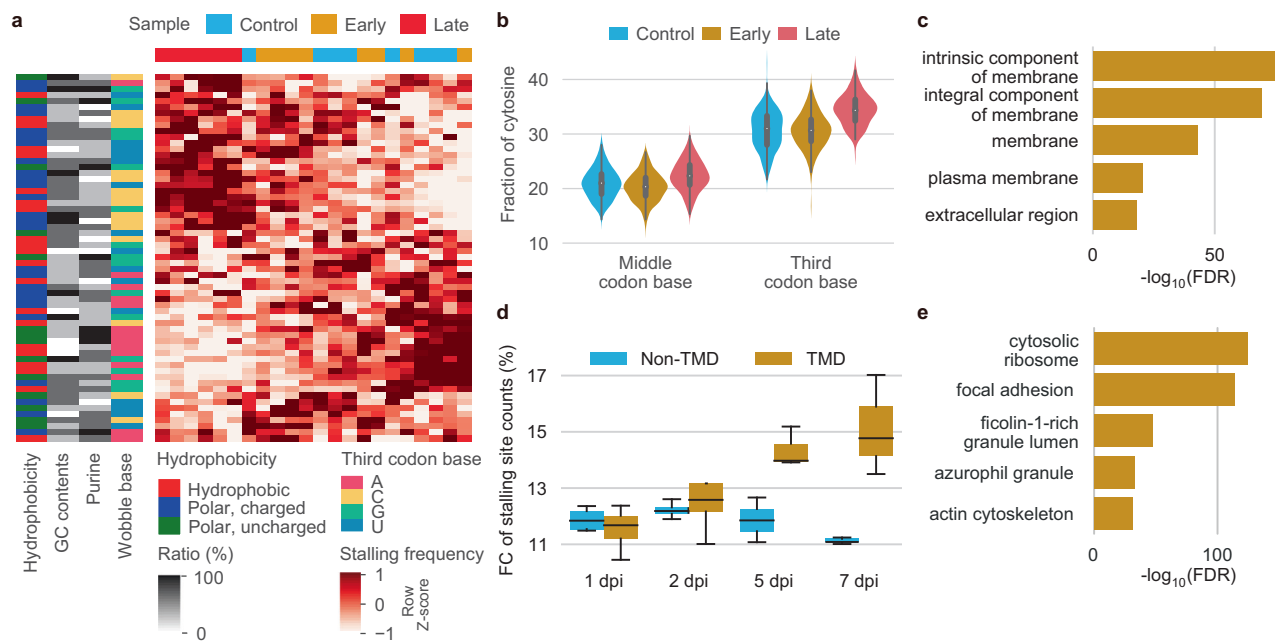 a
Sample Control Early Late
Hydrophobicity
GC contents
Purine
Wobble base
Hydrophobicity
Hydrophobic
Polar, charged
Polar, uncharged
Ratio (%)
100
0
Third codon base
A
C
G
U
Stalling frequency
1
0
−1
Row
Z-score
b
Control Early Late
Fraction of cytosine
40
30
20
10
Middle
codon base
Third
codon base
c
intrinsic component
of membrane
integral component
of membrane
membrane
plasma membrane
extracellular region
0 50
-log10(FDR)
d
Non-TMD TMD
FC of stalling site counts (%)
17
15
13
11
1 dpi 2 dpi 5 dpi 7 dpi
e
cytosolic
ribosome
focal adhesion
ficolin-1-rich
granule lumen
azurophil granule
actin cytoskeleton
0 100
-log10(FDR)